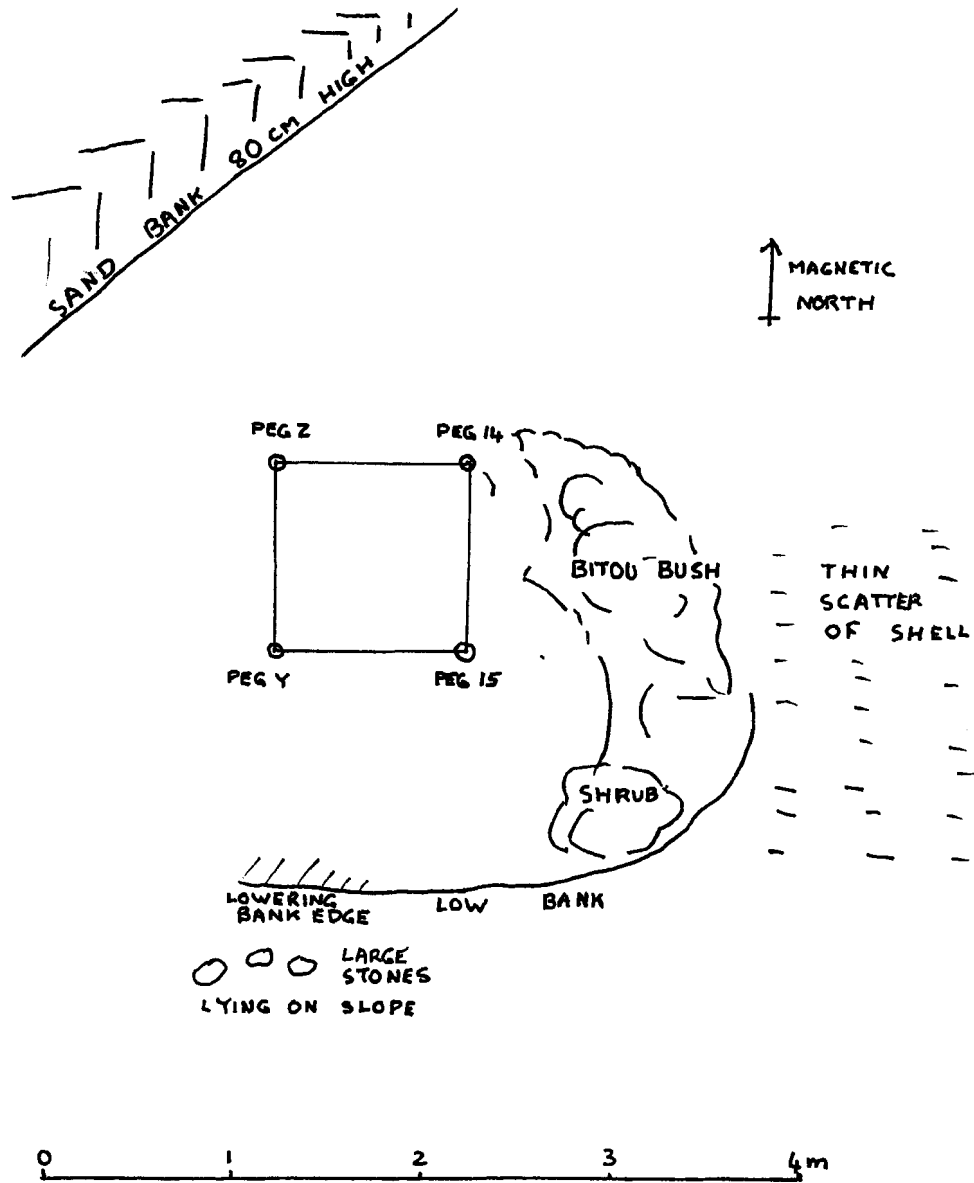 SAND BANK 80 CM HIGH
MAGNETIC
NORTH
PEG Z
PEG 14
BITOU BUSH
THIN
SCATTER
OF SHELL
PEG Y
PEG 15
SHRUB
LOWERING
BANK EDGE
LOW BANK
LARGE
STONES
LYING ON SLOPE
0 1 2 3 4m